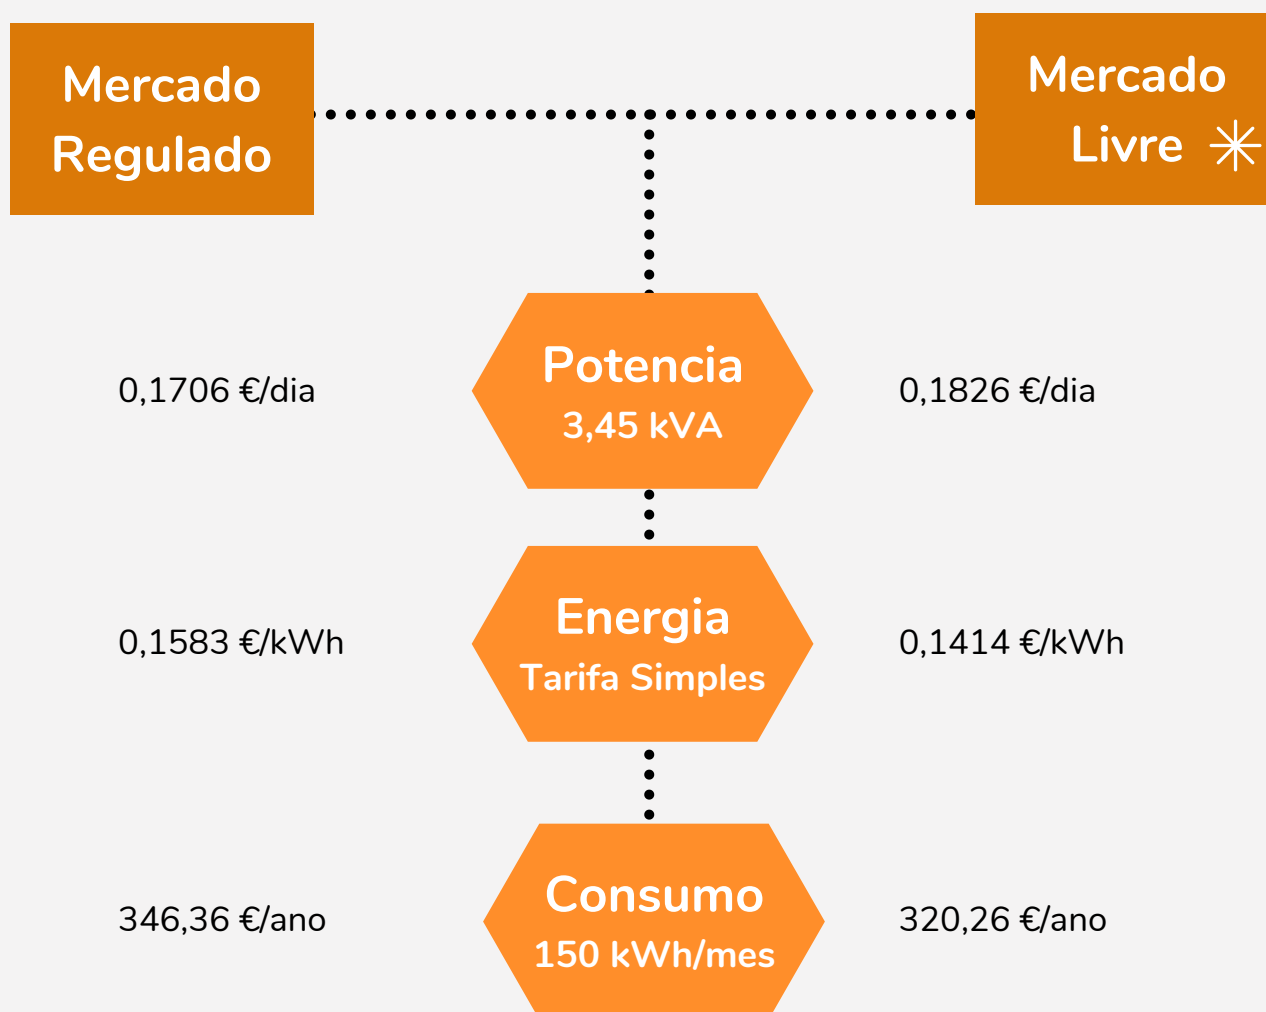 Mercado
Regulado
Mercado
Livre
Potencia
3,45 kVA
0,1706 €/dia
0,1826 €/dia
Energia
Tarifa Simples
0,1583 €/kWh
0,1414 €/kWh
Consumo
150 kWh/mes
346,36 €/ano
320,26 €/ano